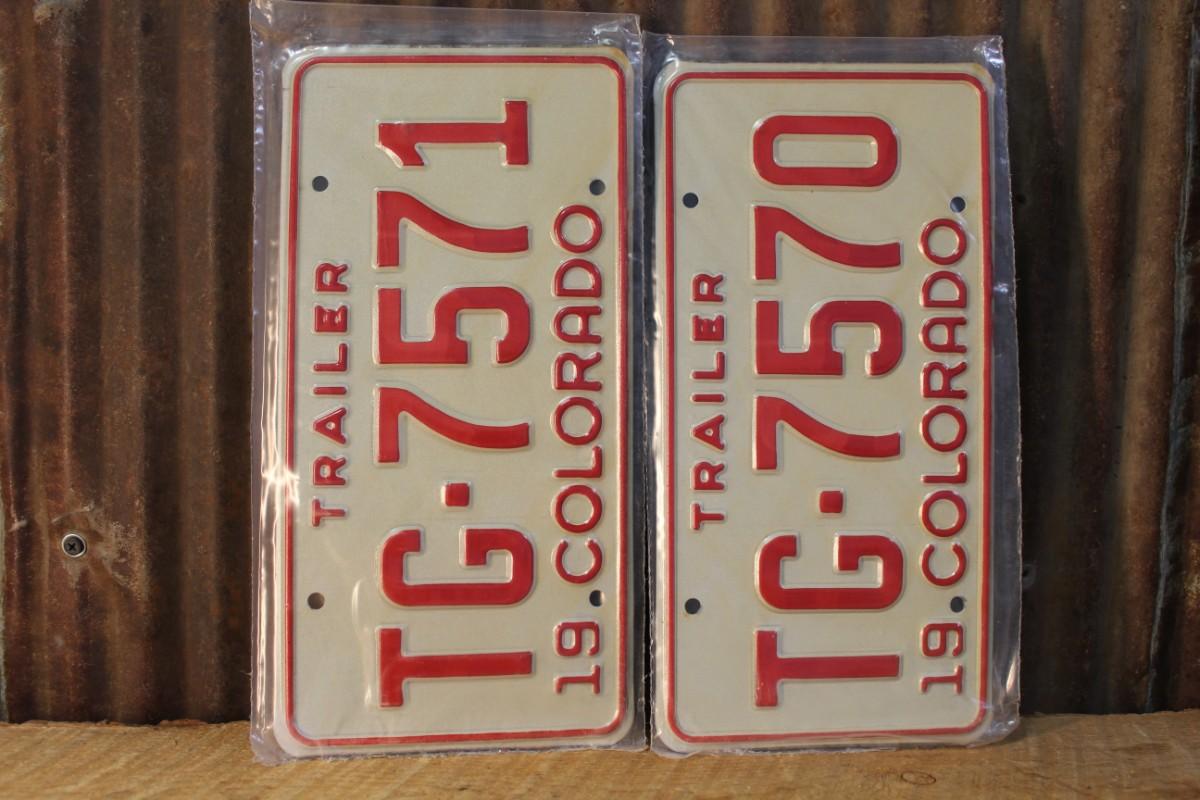 TRAILER
TG·7571
19 COLORADO
TRAILER
TG·7570
19 COLORADO